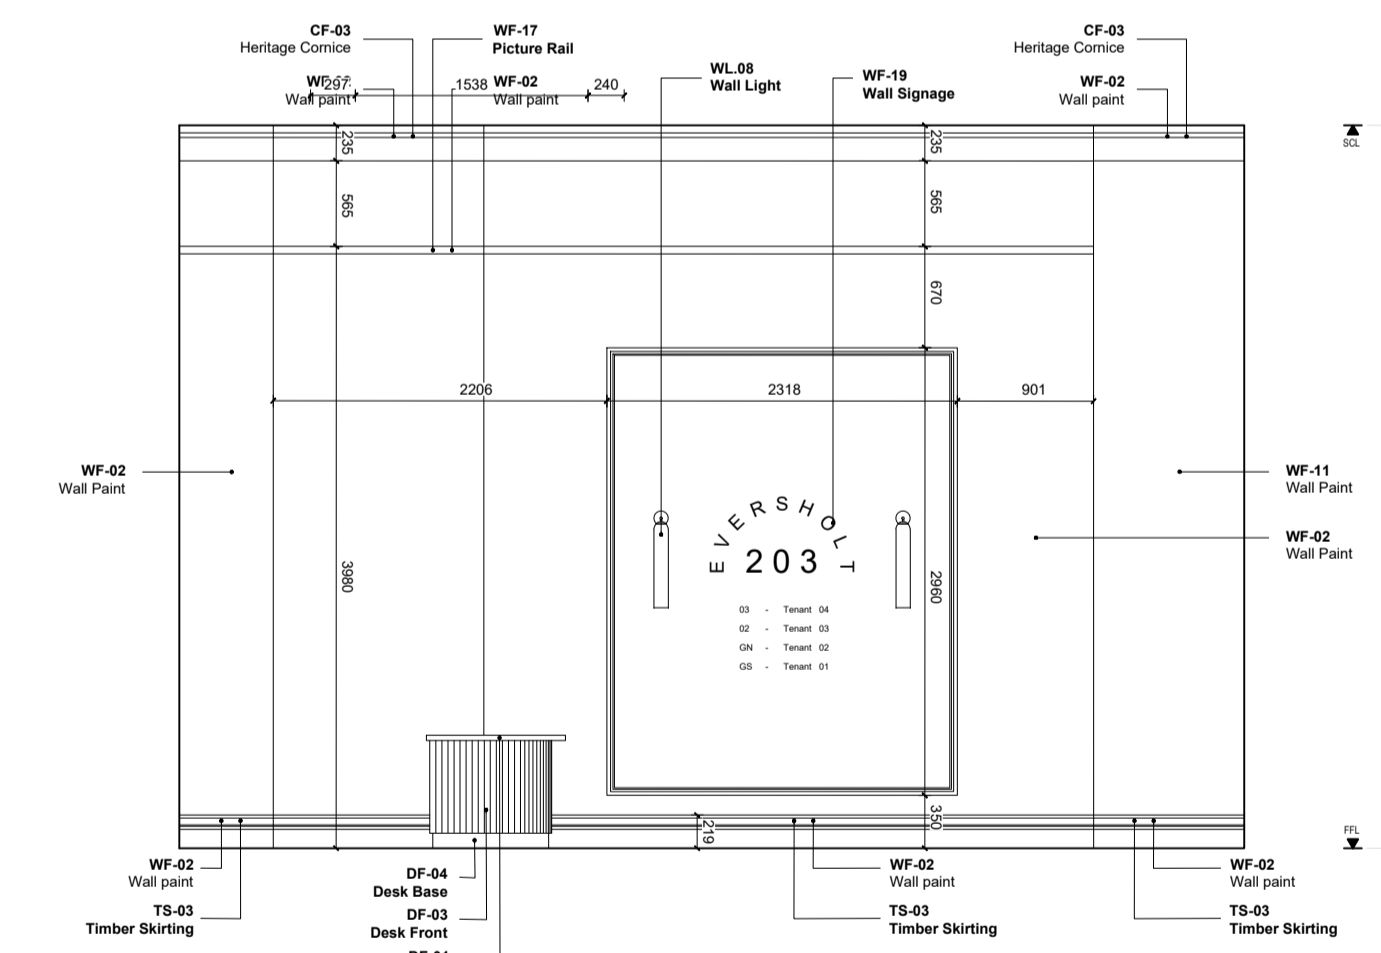 CF-03
Heritage Cornice
WF-17
Picture Rail
CF-03
Heritage Cornice
WL.08
Wall Light
WF-19
Wall Signage
297
Wall paint
1538
WF-02
Wall paint
240
WF-02
Wall paint
235
235
SCL
565
565
670
2206
2318
901
WF-02
Wall Paint
WF-11
Wall Paint
WF-02
Wall Paint
EVERSHOLT
203
3980
2960
03 - Tenant 04
02 - Tenant 03
GN - Tenant 02
GS - Tenant 01
219
350
FFL
WF-02
Wall paint
TS-03
Timber Skirting
DF-04
Desk Base
DF-03
Desk Front
WF-02
Wall paint
TS-03
Timber Skirting
WF-02
Wall paint
TS-03
Timber Skirting